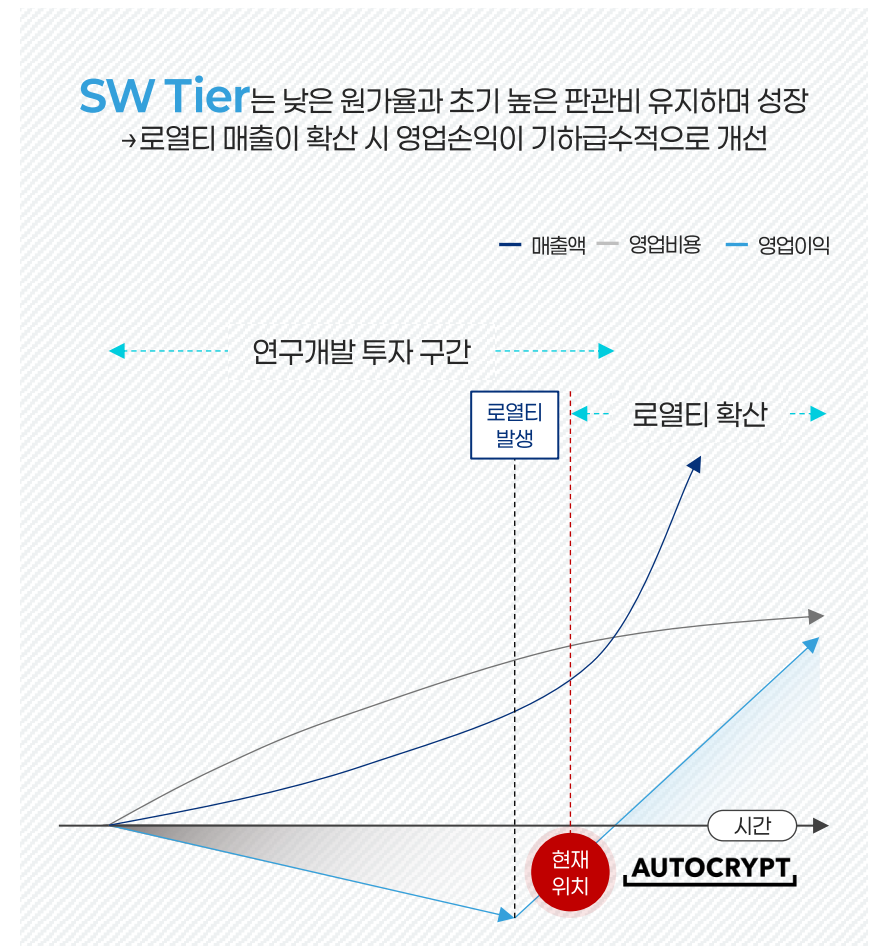 SW Tier는 낮은 원가율과 초기 높은 판관비 유지하며 성장
→로열티 매출이 확산 시 영업손익이 기하급수적으로 개선
매출액 영업비용 영업이익
연구개발 투자 구간
로열티
발생
로열티 확산
시간
현재
위치
AUTOCRYPT